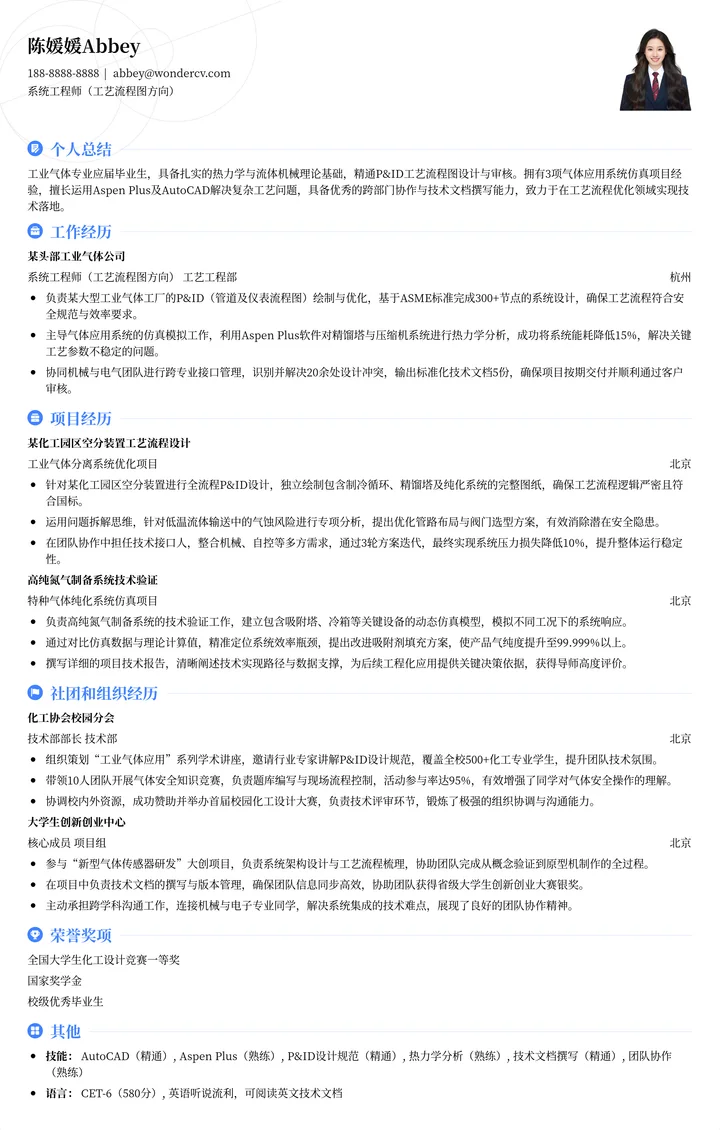 陈媛媛Abbey
188-8888-8888 | abbey@wondercv.com
系统工程师（工艺流程图方向）
个人总结
工业气体专业应届毕业生，具备扎实的热力学与流体机械理论基础，精通P&ID工艺流程图设计与审核。拥有3项气体应用系统仿真项目经
验，擅长运用Aspen Plus及AutoCAD解决复杂工艺问题，具备优秀的跨部门协作与技术文档撰写能力，致力于在工艺流程优化领域实现技
术落地。
工作经历
某头部工业气体公司
系统工程师（工艺流程图方向） 工艺工程部 杭州
• 负责某大型工业气体工厂的P&ID（管道及仪表流程图）绘制与优化，基于ASME标准完成300+节点的系统设计，确保工艺流程符合安
全规范与效率要求。
• 主导气体应用系统的仿真模拟工作，利用Aspen Plus软件对精馏塔与压缩机系统进行热力学分析，成功将系统能耗降低15%，解决关键
工艺参数不稳定的问题。
• 协同机械与电气团队进行跨专业接口管理，识别并解决20余处设计冲突，输出标准化技术文档5份，确保项目按期交付并顺利通过客户
审核。
项目经历
某化工园区空分装置工艺流程设计
工业气体分离系统优化项目 北京
• 针对某化工园区空分装置进行全流程P&ID设计，独立绘制包含制冷循环、精馏塔及纯化系统的完整图纸，确保工艺流程逻辑严密且符
合国标。
• 运用问题拆解思维，针对低温流体输送中的气蚀风险进行专项分析，提出优化管路布局与阀门选型方案，有效消除潜在安全隐患。
• 在团队协作中担任技术接口人，整合机械、自控等多方需求，通过3轮方案迭代，最终实现系统压力损失降低10%，提升整体运行稳定
性。
高纯氮气制备系统技术验证
特种气体纯化系统仿真项目 北京
• 负责高纯氮气制备系统的技术验证工作，建立包含吸附塔、冷箱等关键设备的动态仿真模型，模拟不同工况下的系统响应。
• 通过对比仿真数据与理论计算值，精准定位系统效率瓶颈，提出改进吸附剂填充方案，使产品气纯度提升至99.999%以上。
• 撰写详细的项目技术报告，清晰阐述技术实现路径与数据支撑，为后续工程化应用提供关键决策依据，获得导师高度评价。
社团和组织经历
化工协会校园分会
技术部部长 技术部 北京
• 组织策划“工业气体应用”系列学术讲座，邀请行业专家讲解P&ID设计规范，覆盖全校500+化工专业学生，提升团队技术氛围。
• 带领10人团队开展气体安全知识竞赛，负责题库编写与现场流程控制，活动参与率达95%，有效增强了同学对气体安全操作的理解。
• 协调校内外资源，成功赞助并举办首届校园化工设计大赛，负责技术评审环节，锻炼了极强的组织协调与沟通能力。
大学生创新创业中心
核心成员 项目组 北京
• 参与“新型气体传感器研发”大创项目，负责系统架构设计与工艺流程梳理，协助团队完成从概念验证到原型机制作的全过程。
• 在项目中负责技术文档的撰写与版本管理，确保团队信息同步高效，协助团队获得省级大学生创新创业大赛银奖。
• 主动承担跨学科沟通工作，连接机械与电子专业同学，解决系统集成的技术难点，展现了良好的团队协作精神。
荣誉奖项
全国大学生化工设计竞赛一等奖
国家奖学金
校级优秀毕业生
其他
• 技能： AutoCAD（精通）, Aspen Plus（熟练）, P&ID设计规范（精通）, 热力学分析（熟练）, 技术文档撰写（精通）, 团队协作
（熟练）
• 语言： CET-6（580分）, 英语听说流利，可阅读英文技术文档